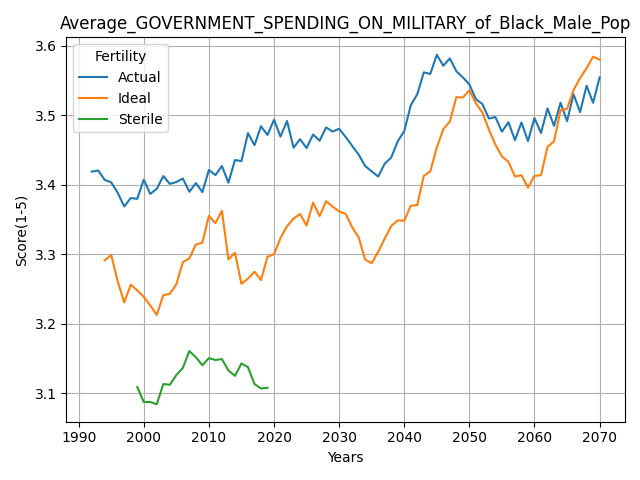 Average_GOVERNMENT_SPENDING_ON_MILITARY_of_Black_Male_Pop
Fertility
Actual
Ideal
Sterile
Score(1-5)
3.6
3.5
3.4
3.3
3.2
3.1
1990 2000 2010 2020 2030 2040 2050 2060 2070
Years